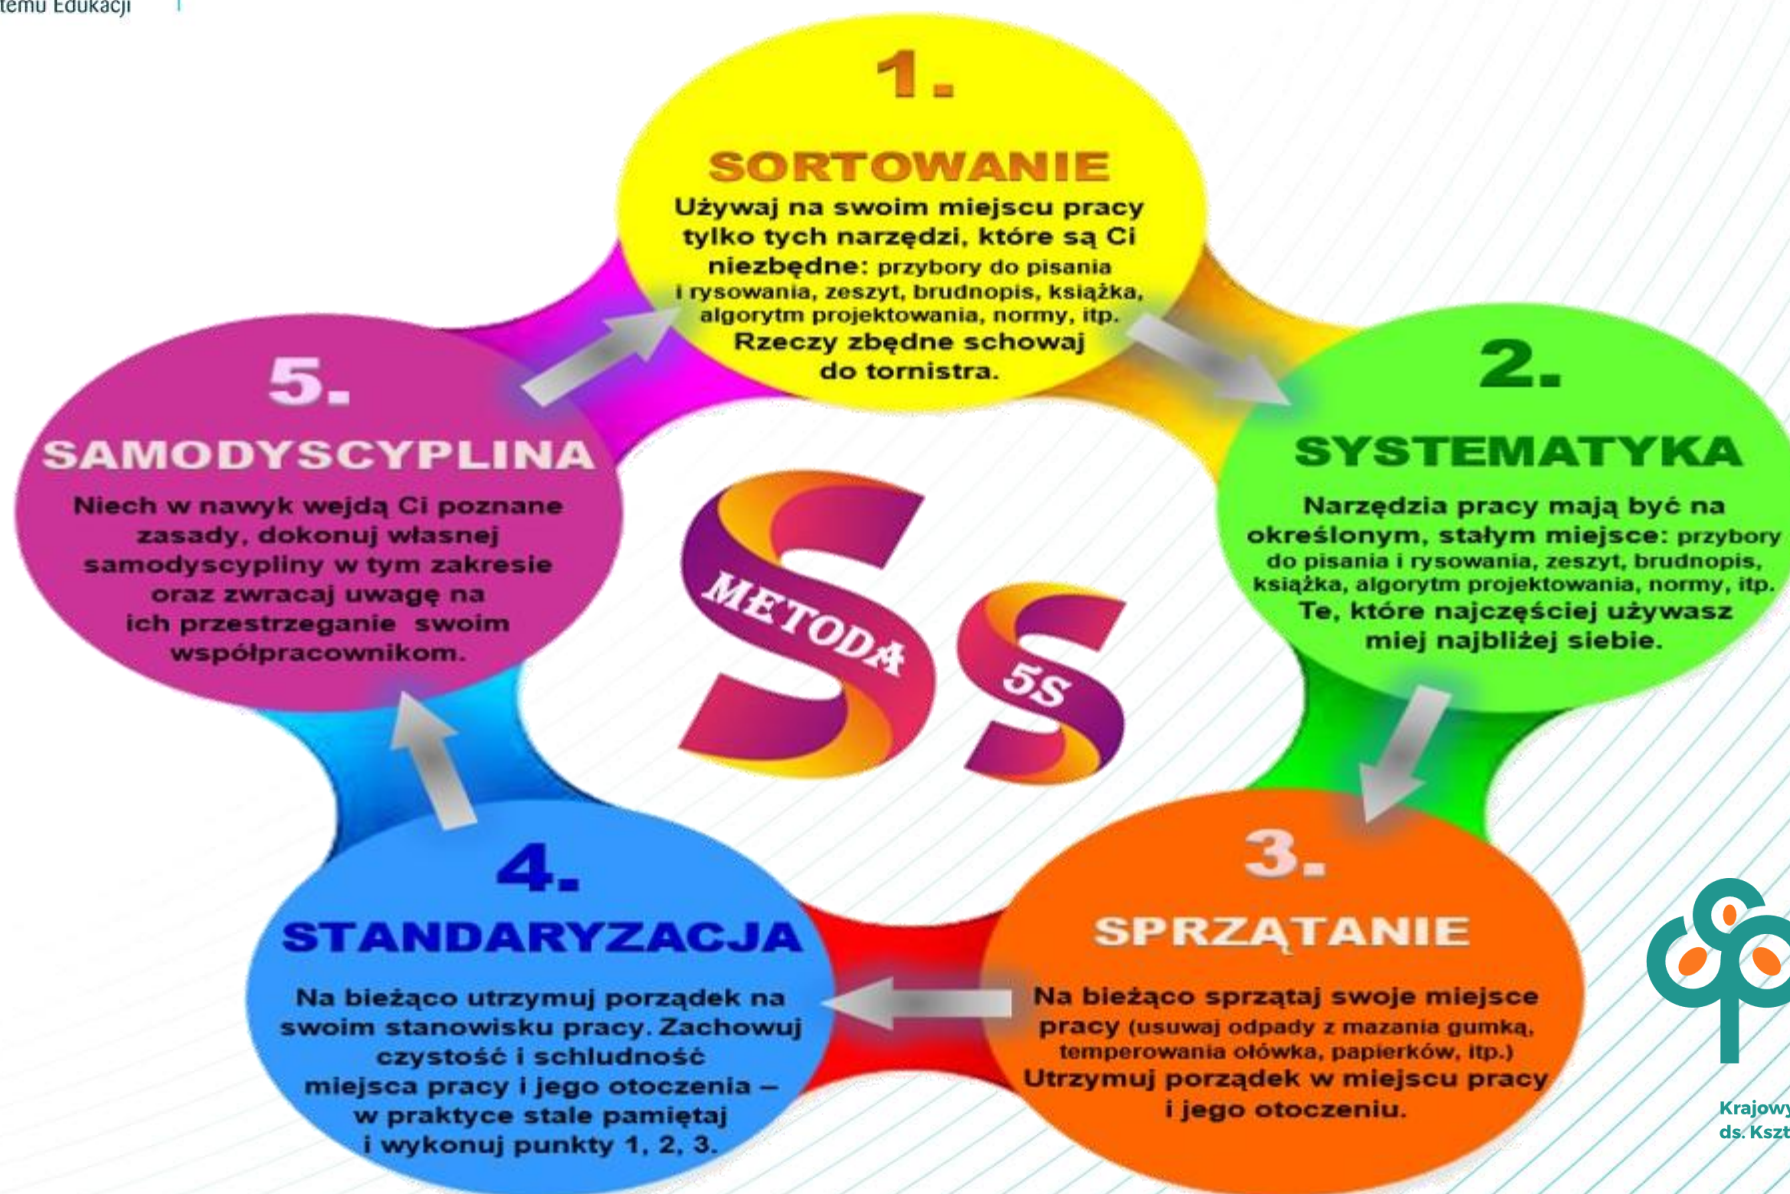 temu Edukacji
1.
SORTOWANIE
Używaj na swoim miejscu pracy
tylko tych narzędzi, które są Ci
niezbędne: przybory do pisania
i rysowania, zeszyt, brudnopis, książka,
algorytm projektowania, normy, itp.
Rzeczy zbędne schowaj
do tornistra.
2.
SYSTEMATYKA
Narzędzia pracy mają być na
określonym, stałym miejsce: przybory
do pisania i rysowania, zeszyt, brudnopis,
książka, algorytm projektowania, normy, itp.
Te, które najczęściej używasz
miej najbliżej siebie.
3.
SPRZĄTANIE
Na bieżąco sprzątaj swoje miejsce
pracy (usuwaj odpady z mazania gumką,
temperowania ołówka, papierków, itp.)
Utrzymuj porządek w miejscu pracy
i jego otoczeniu.
4.
STANDARYZACJA
Na bieżąco utrzymuj porządek na
swoim stanowisku pracy. Zachowuj
czystość i schludność
miejsca pracy i jego otoczenia –
w praktyce stale pamiętaj
i wykonuj punkty 1, 2, 3.
5.
SAMODYSCYPLINA
Niech w nawyk wejdą Ci poznane
zasady, dokonuj własnej
samodyscypliny w tym zakresie
oraz zwracaj uwagę na
ich przestrzeganie swoim
współpracownikom.
METODA
5S
Krajowy
ds. Kszt